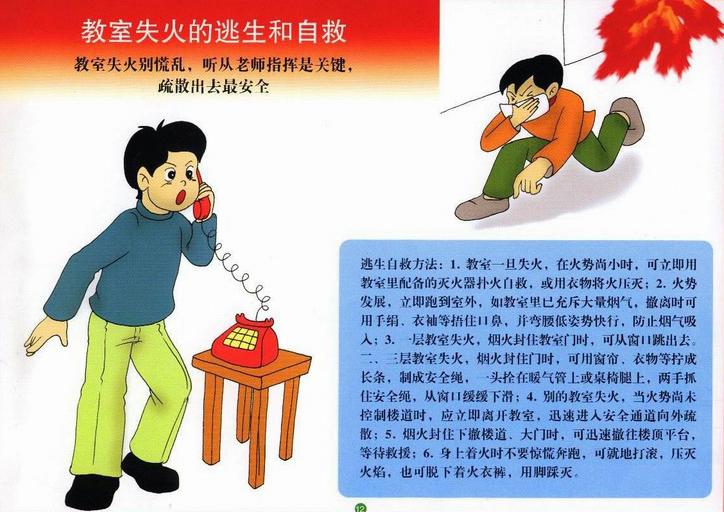 教室失火的逃生和自救
教室失火别慌乱，听从老师指挥是关键，
疏散出去最安全
逃生自救方法：1. 教室一旦失火，在火势尚小时，可立即用
教室里配备的灭火器扑火自救，或用衣物将火压灭；2. 火势
发展，立即跑到室外，如教室里已充斥大量烟气，撤离时可
用手绢、衣袖等捂住口鼻，并弯腰低姿势快行，防止烟气吸
入；3. 一层教室失火，烟火封住教室门时，可从窗口跳出去。
二、三层教室失火，烟火封住门时，可用窗帘、衣物等拧成
长条，制成安全绳，一头拴在暖气管上或桌椅腿上，两手抓
住安全绳，从窗口缓缓下滑；4. 别的教室失火，当火势尚未
控制楼道时，应立即离开教室，迅速进入安全通道向外疏
散；5. 烟火封住下撤楼道、大门时，可迅速撤往楼顶平台，
等待救援；6. 身上着火时不要惊慌奔跑，可就地打滚，压灭
火焰，也可脱下着火衣裤，用脚踩灭。
12